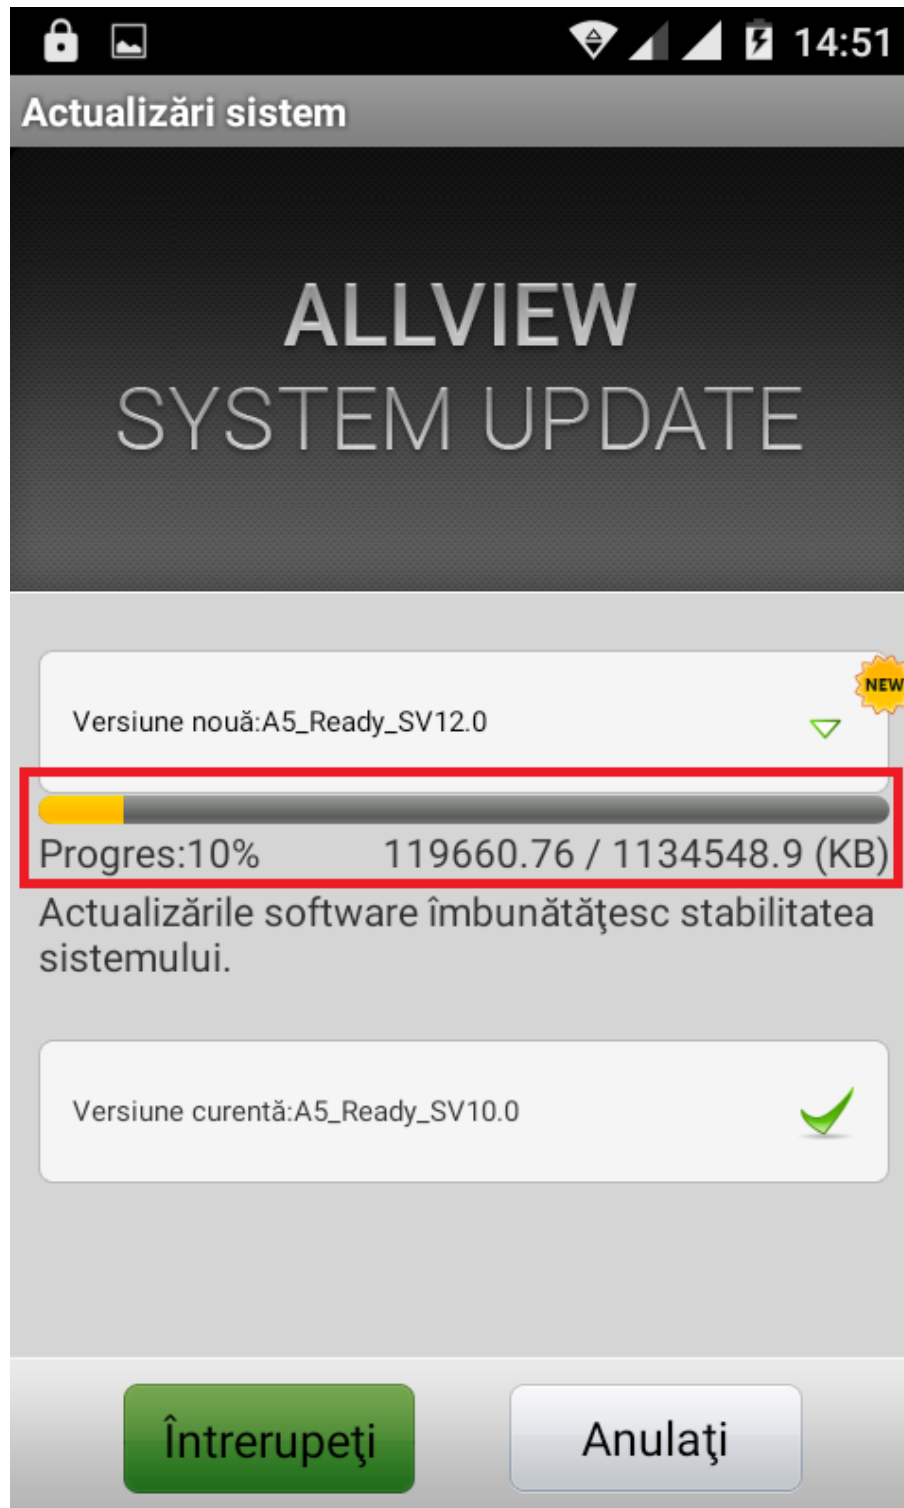 14:51
Actualizări sistem
ALLVIEW
SYSTEM UPDATE
NEW
Versiune nouă:A5_Ready_SV12.0
Progres:10% 119660.76 / 1134548.9 (KB)
Actualizările software îmbunătăţesc stabilitatea
sistemului.
Versiune curentă:A5_Ready_SV10.0
Întrerupeţi Anulaţi